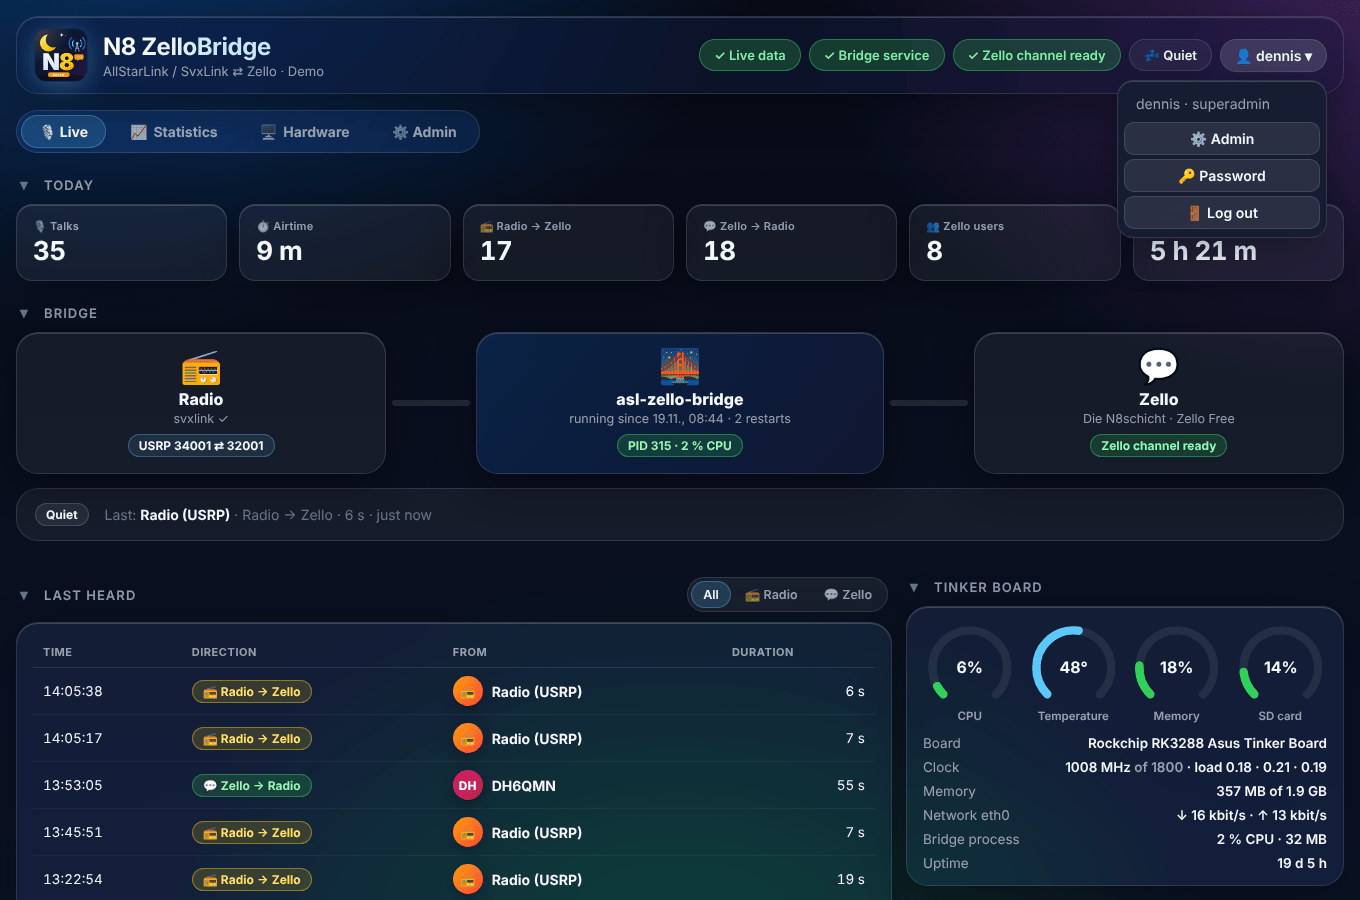 N8 ZelloBridge
AllStarLink / SvxLink ⇄ Zello · Demo
✓ Live data
✓ Bridge service
✓ Zello channel ready
💤 Quiet
👤 dennis ▾
dennis · superadmin
⚙️ Admin
🔑 Password
🚪 Log out
🎙️ Live
📈 Statistics
🖥️ Hardware
⚙️ Admin
▼ TODAY
🎙️ Talks
35
⏱️ Airtime
9 m
📻 Radio → Zello
17
💬 Zello → Radio
18
👥 Zello users
8
5 h 21 m
▼ BRIDGE
Radio
svxlink ✓
USRP 34001 ⇄ 32001
asl-zello-bridge
running since 19.11., 08:44 · 2 restarts
PID 315 · 2 % CPU
Zello
Die N8schicht · Zello Free
Zello channel ready
Quiet Last: Radio (USRP) · Radio → Zello · 6 s · just now
▼ LAST HEARD
All 📻 Radio 💬 Zello
TIME DIRECTION FROM DURATION
14:05:38 📻 Radio → Zello Radio (USRP) 6 s
14:05:17 📻 Radio → Zello Radio (USRP) 7 s
13:53:05 💬 Zello → Radio DH DH6QMN 55 s
13:45:51 📻 Radio → Zello Radio (USRP) 7 s
13:22:54 📻 Radio → Zello Radio (USRP) 19 s
▼ TINKER BOARD
6% 48° 18% 14%
CPU Temperature Memory SD card
Board Rockchip RK3288 Asus Tinker Board
Clock 1008 MHz of 1800 · load 0.18 · 0.21 · 0.19
Memory 357 MB of 1.9 GB
Network eth0 ↓ 16 kbit/s · ↑ 13 kbit/s
Bridge process 2 % CPU · 32 MB
Uptime 19 d 5 h